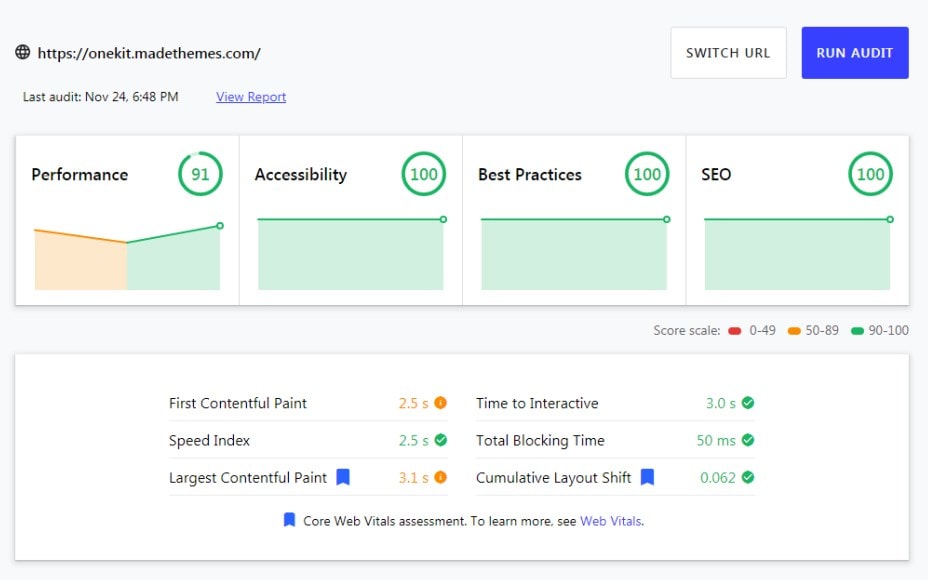 https://onekit.madethemes.com/
SWITCH URL
RUN AUDIT
Last audit: Nov 24, 6:48 PM
View Report
Performance 91
Accessibility 100
Best Practices 100
SEO 100
Score scale: 0-49 50-89 90-100
First Contentful Paint 2.5 s
Time to Interactive 3.0 s
Speed Index 2.5 s
Total Blocking Time 50 ms
Largest Contentful Paint 3.1 s
Cumulative Layout Shift 0.062
Core Web Vitals assessment. To learn more, see Web Vitals.